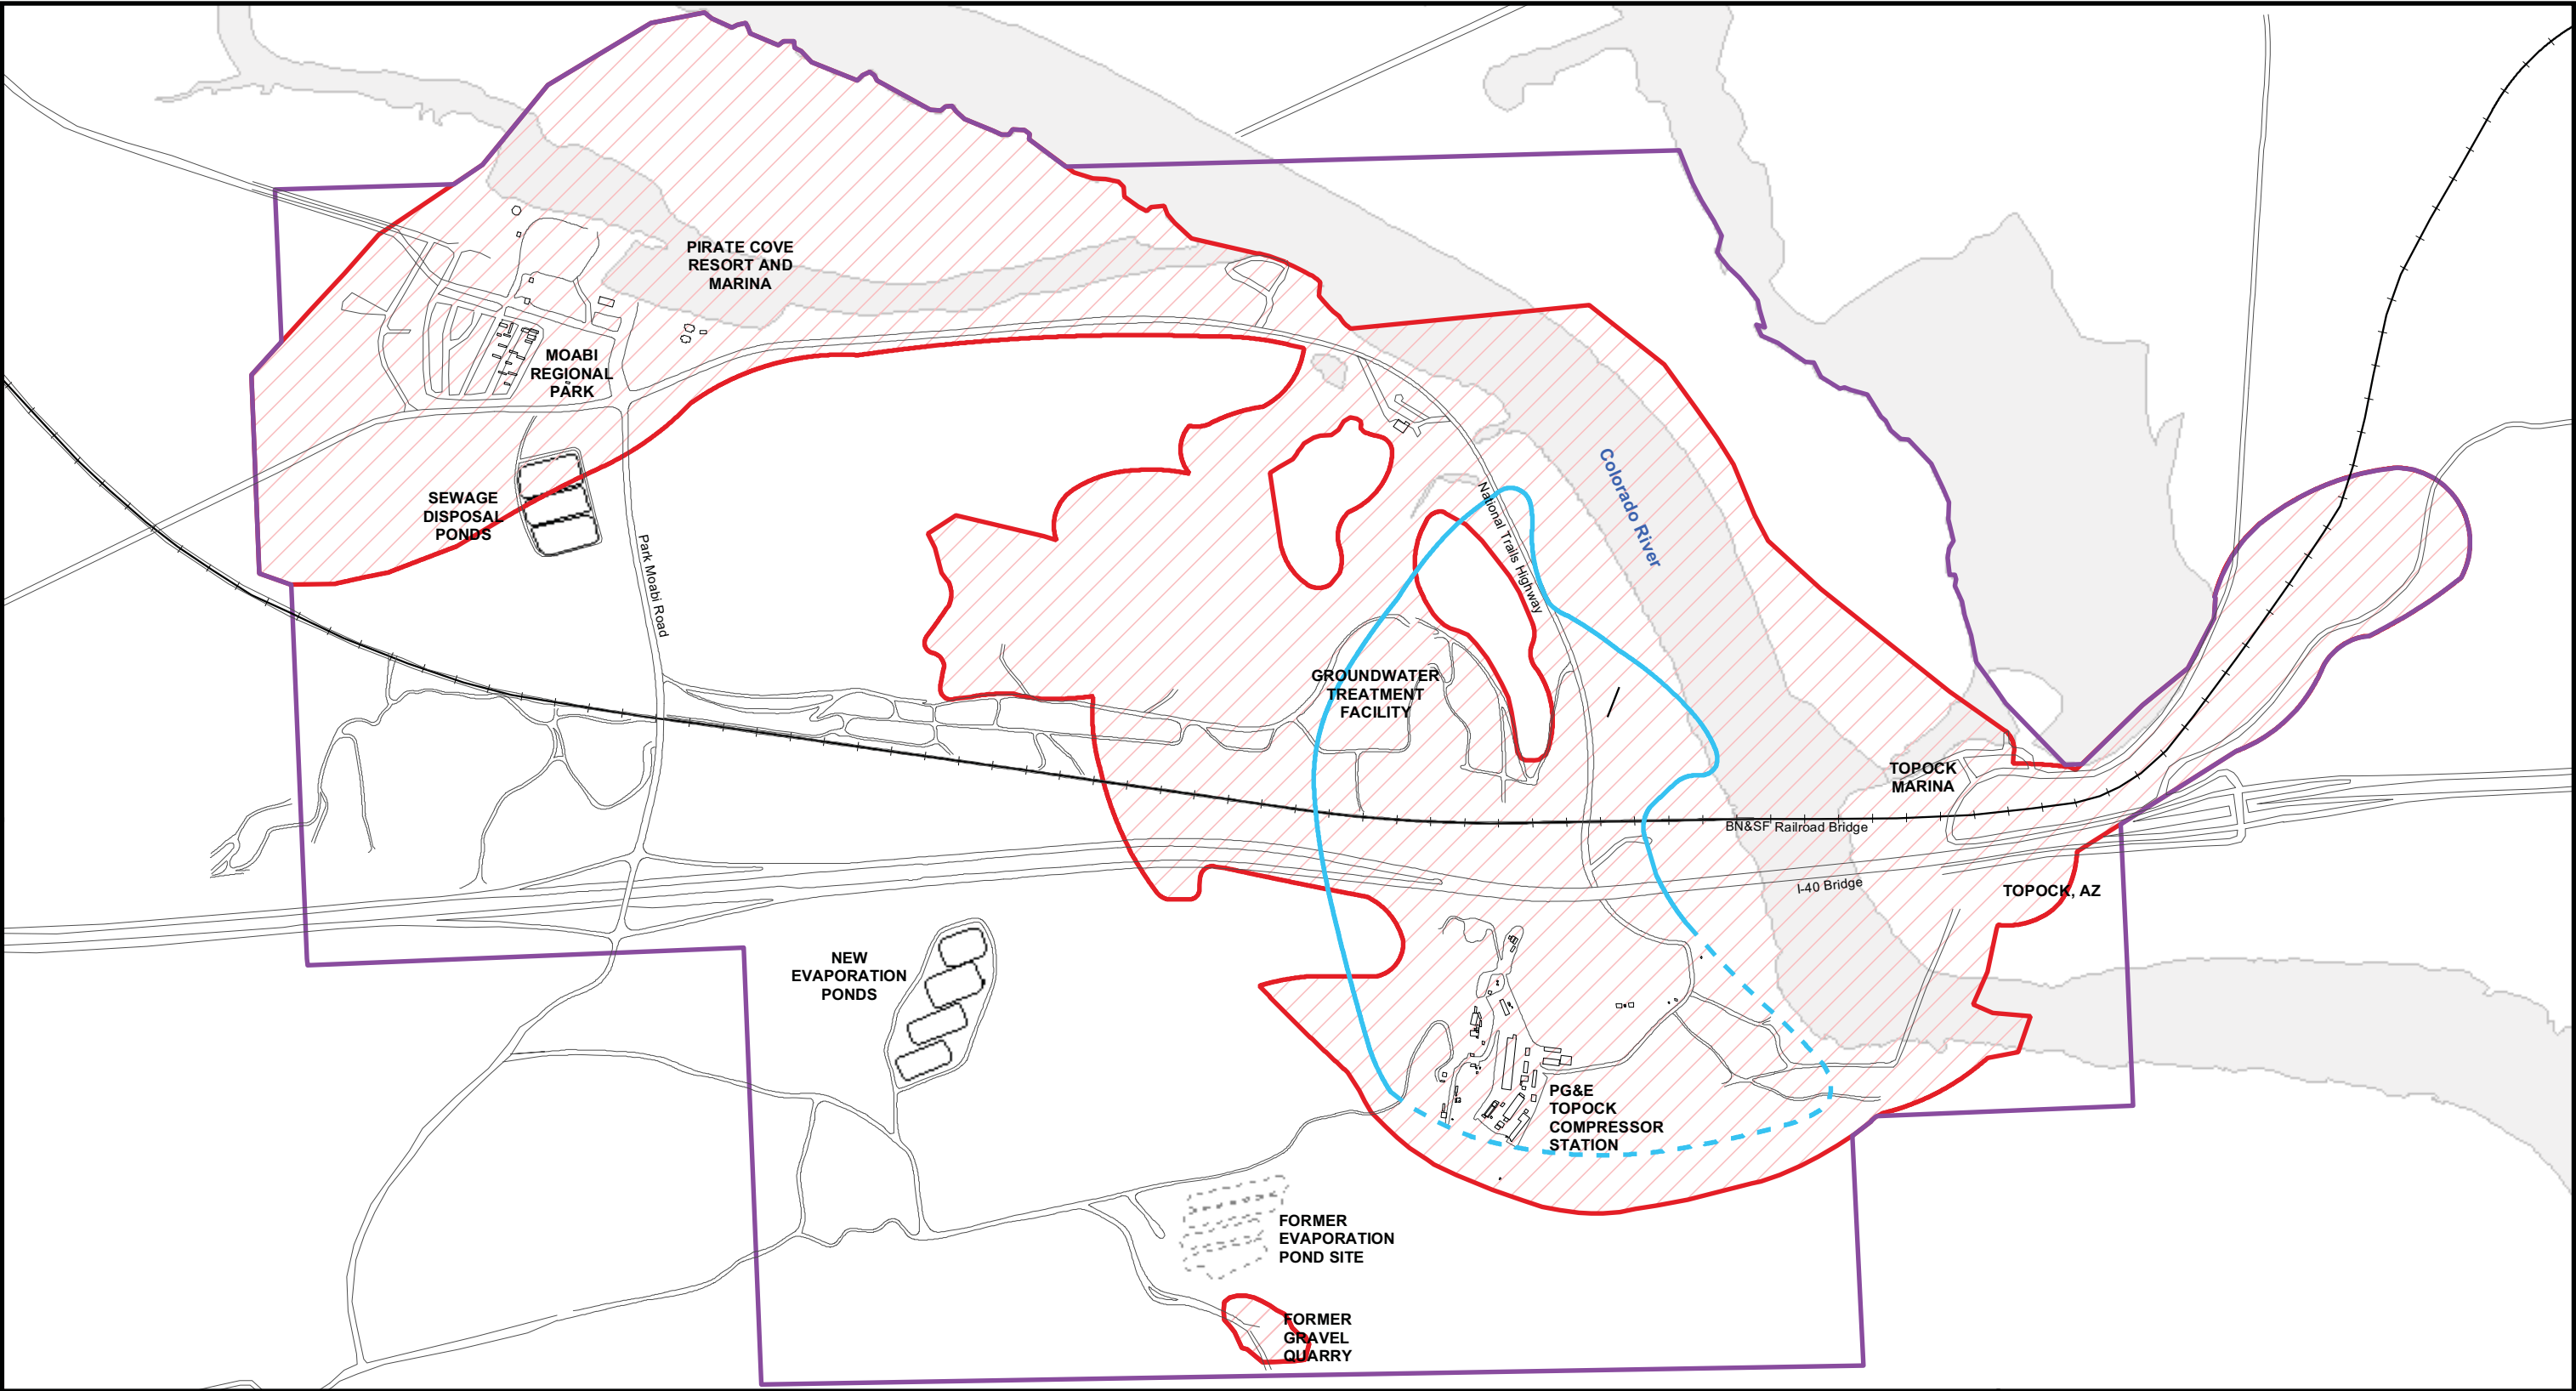 PIRATE COVE
RESORT AND
MARINA
MOABI
REGIONAL
PARK
SEWAGE
DISPOSAL
PONDS
Park Moabi Road
National Trails Highway
Colorado River
GROUNDWATER
TREATMENT
FACILITY
TOPOCK
MARINA
BN&SF Railroad Bridge
I-40 Bridge
TOPOCK, AZ
NEW
EVAPORATION
PONDS
PG&E
TOPOCK
COMPRESSOR
STATION
FORMER
EVAPORATION
POND SITE
FORMER
GRAVEL
QUARRY